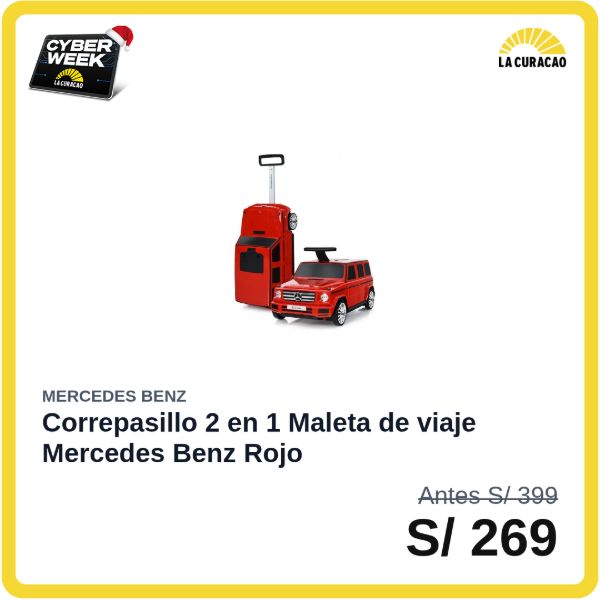 CYBER
WEEK
LA CURACAO
LA CURACAO
MERCEDES BENZ
Correpasillo 2 en 1 Maleta de viaje
Mercedes Benz Rojo
Antes S/ 399
S/ 269